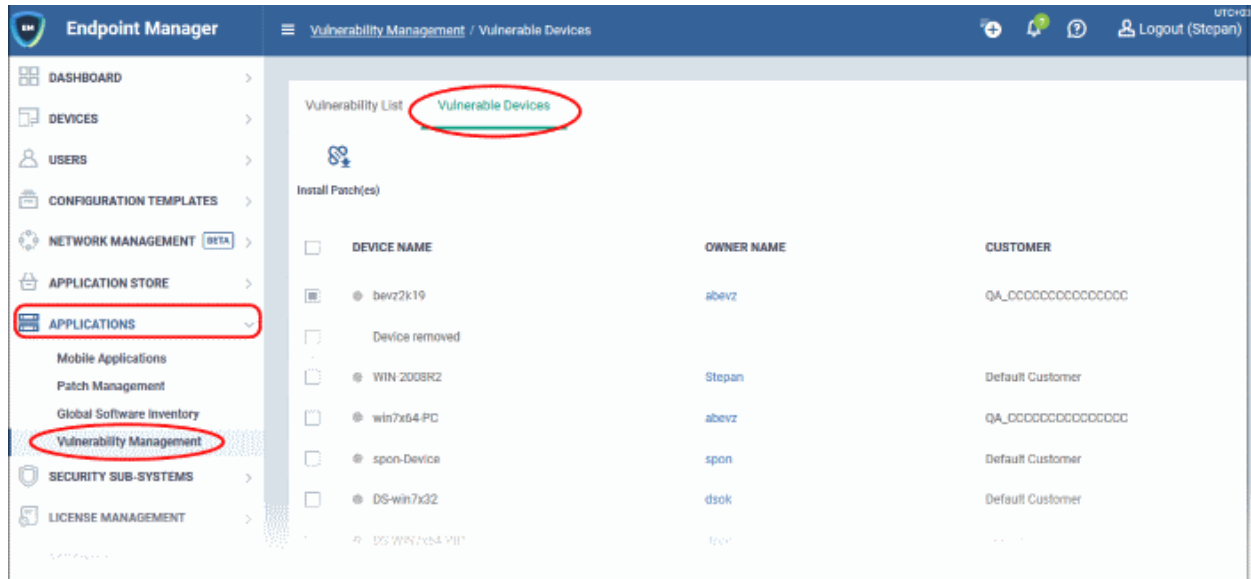 EM
Endpoint Manager
Vulnerability Management / Vulnerable Devices
?
Logout (Stepan)
DASHBOARD
DEVICES
USERS
CONFIGURATION TEMPLATES
NETWORK MANAGEMENT BETA
APPLICATION STORE
APPLICATIONS
Mobile Applications
Patch Management
Global Software Inventory
Vulnerability Management
SECURITY SUB-SYSTEMS
LICENSE MANAGEMENT
Vulnerability List Vulnerable Devices
Install Patch(es)
DEVICE NAME OWNER NAME CUSTOMER
bevz2k19 abevz QA_CCCCCCCCCCCCCCC
Device removed
WIN-2008R2 Stepan Default Customer
win7x64-PC abevz QA_CCCCCCCCCCCCCCC
spon-Device spon Default Customer
DS-win7x32 dsok Default Customer